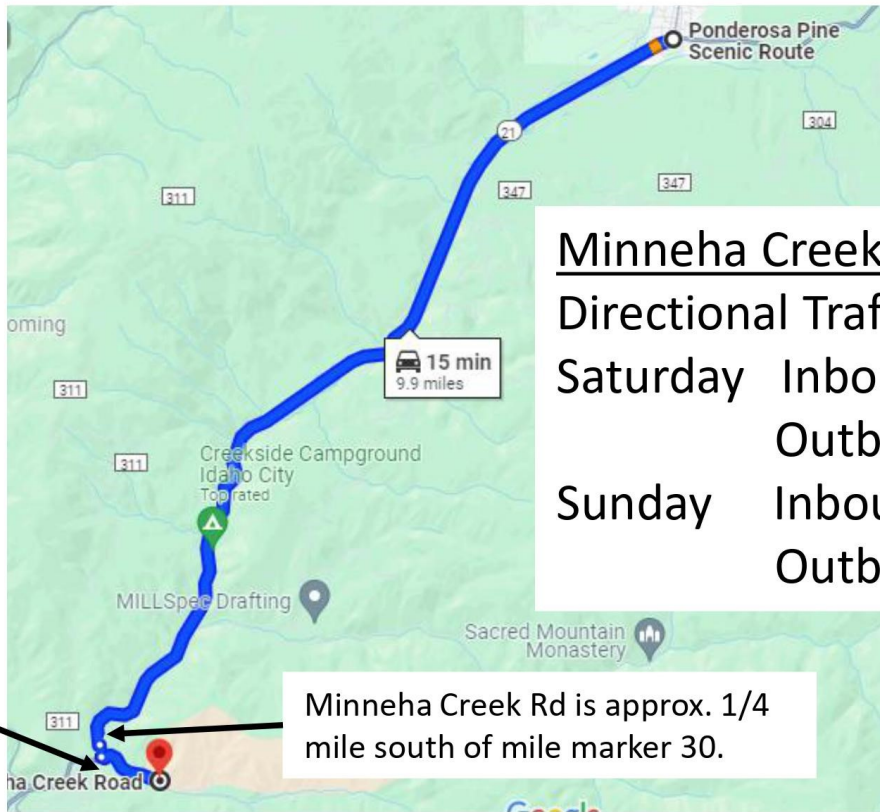 Ponderosa Pine
Scenic Route
304
21
311
347
347
Minneha Creek
Directional Traf
oming
15 min
9.9 miles
Saturday Inbo
311
Outb
Creekside Campground
Idaho City
Top rated
311
Sunday Inbou
Outb
MILLSpec Drafting
Sacred Mountain
Monastery
Minneha Creek Rd is approx. 1/4
mile south of mile marker 30.
311
ha Creek Road